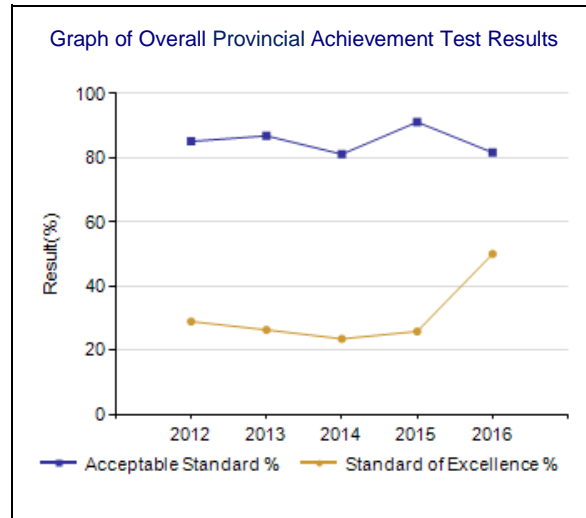 Graph of Overall Provincial Achievement Test Results
100
80
60
40
20
0
Result(%)
2012 2013 2014 2015 2016
Acceptable Standard % Standard of Excellence %